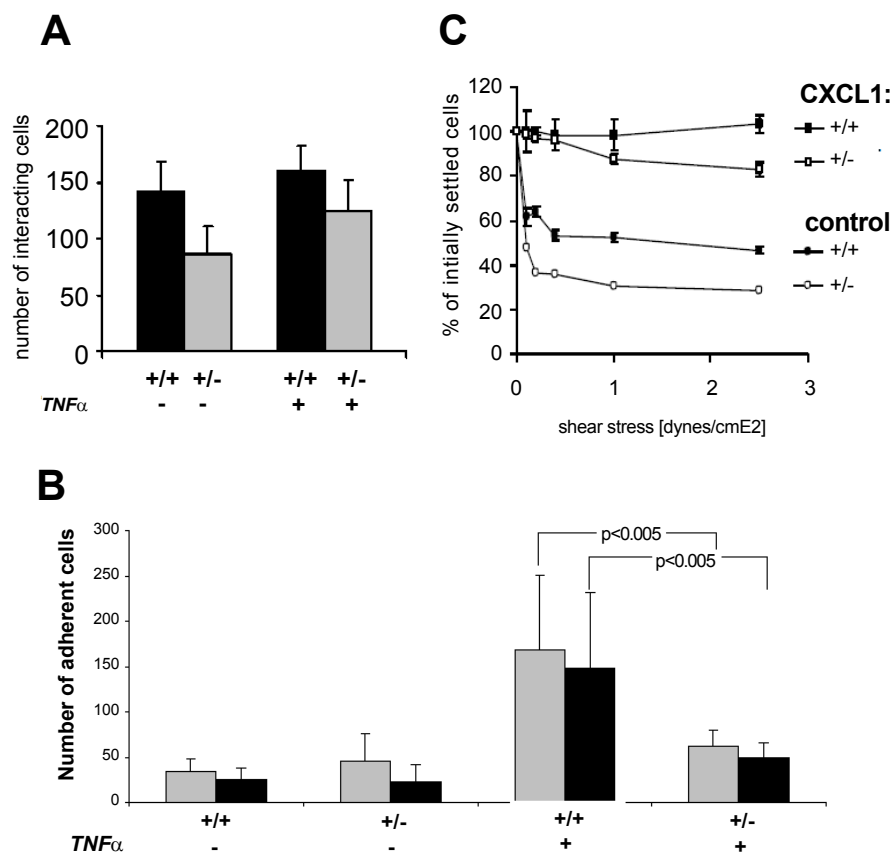 A
number of interacting cells
200
150
100
50
0
+/+ +/- +/+ +/-
TNFα - - + +
C
% of intially settled cells
120
100
80
60
40
20
0
0 1 2 3
shear stress [dynes/cmE2]
CXCL1:
+/+
+/-
control
+/+
+/-
B
Number of adherent cells
300
250
200
150
100
50
0
p<0.005
p<0.005
+/+ +/- +/+ +/-
TNFα - - + +